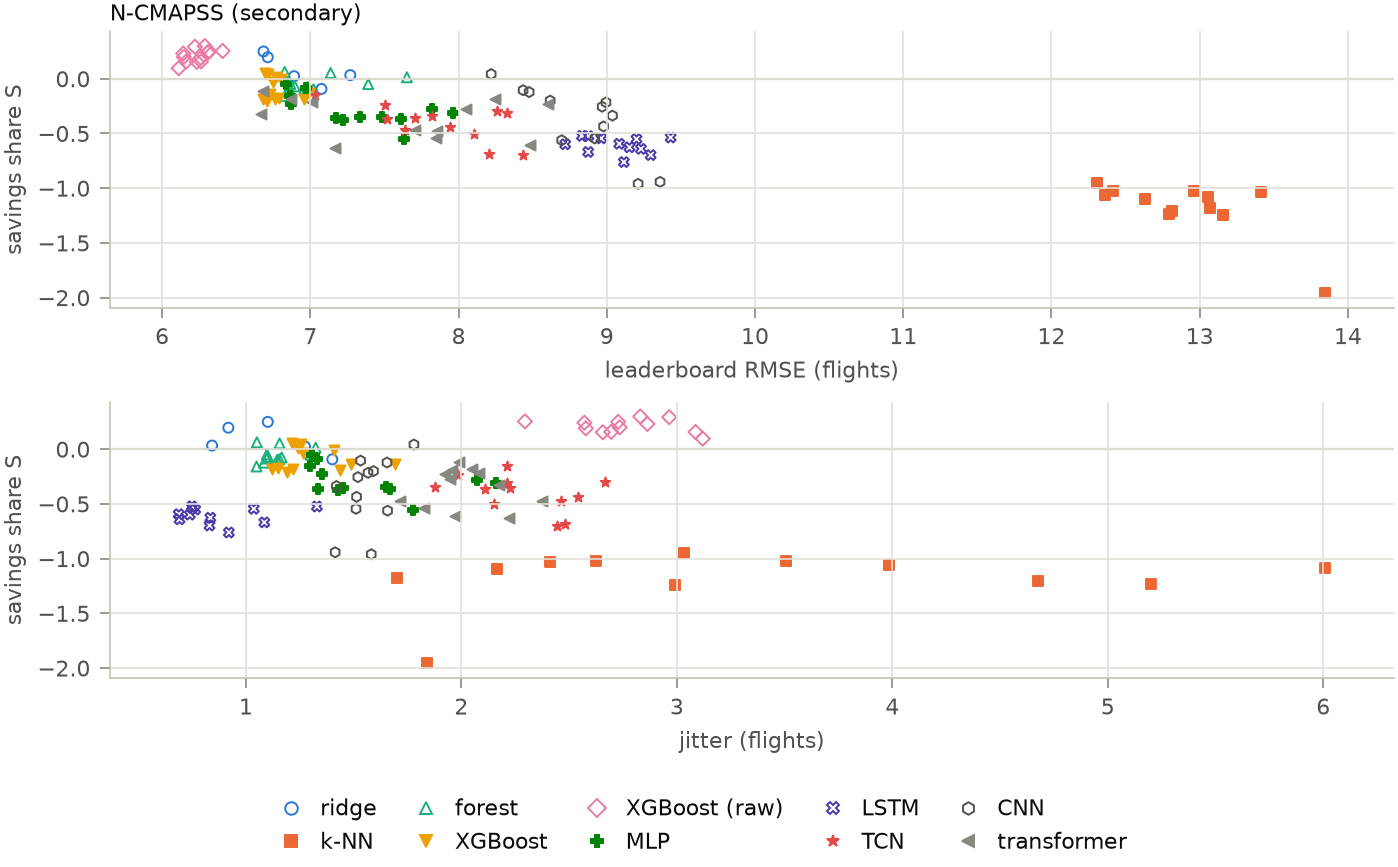 N-CMAPSS (secondary)
savings share S
0.0
−0.5
−1.0
−1.5
−2.0
6 7 8 9 10 11 12 13 14
leaderboard RMSE (flights)
savings share S
0.0
−0.5
−1.0
−1.5
−2.0
1 2 3 4 5 6
jitter (flights)
ridge forest XGBoost (raw) LSTM CNN
k-NN XGBoost MLP TCN transformer